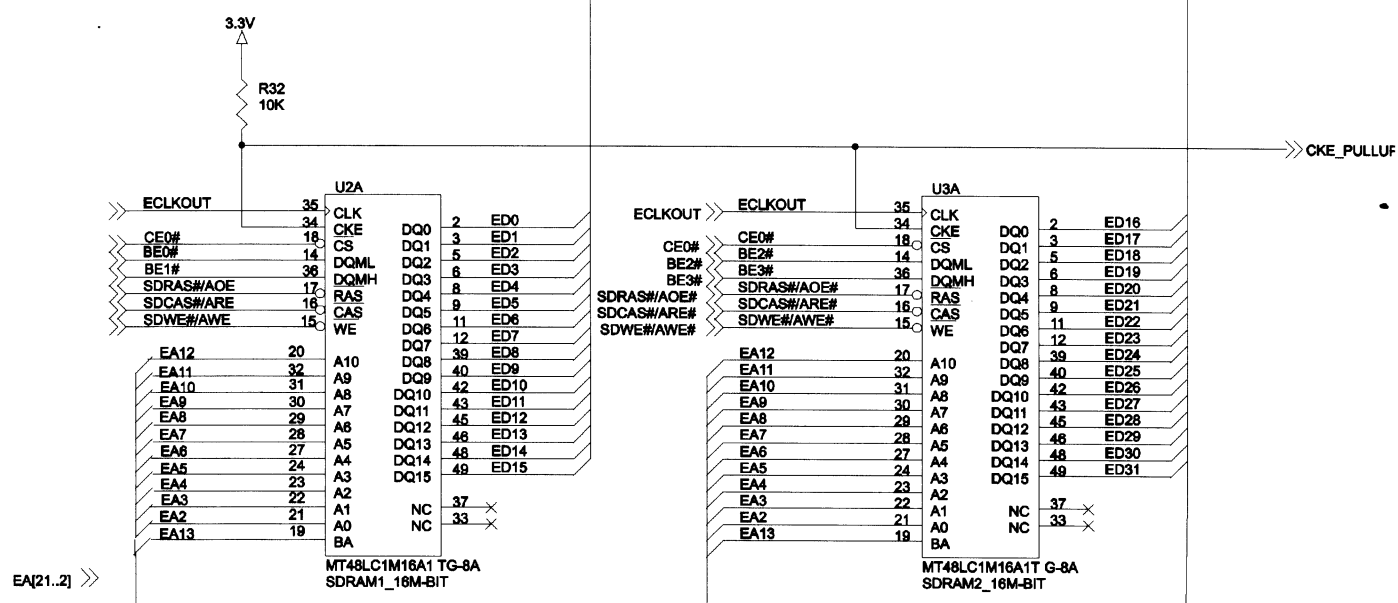 3.3V
R32
10K
CKE_PULLUP
U2A
ECLKOUT 35 CLK
34 CKE
CE0# 18 CS
BE0# 14 DQML
BE1# 36 DQMH
SDRAS#/AOE 17 RAS
SDCAS#/ARE 16 CAS
SDWE#/AWE 15 WE
EA12 20 A10
EA11 32 A9
EA10 31 A8
EA9 30 A7
EA8 29 A6
EA7 28 A5
EA6 27 A4
EA5 24 A3
EA4 23 A2
EA3 22 A1
EA2 21 A0
EA13 19 BA
DQ0 2 ED0
DQ1 3 ED1
DQ2 5 ED2
DQ3 6 ED3
DQ4 8 ED4
DQ5 9 ED5
DQ6 11 ED6
DQ7 12 ED7
DQ8 39 ED8
DQ9 40 ED9
DQ10 42 ED10
DQ11 43 ED11
DQ12 45 ED12
DQ13 46 ED13
DQ14 48 ED14
DQ15 49 ED15
NC 37
NC 33
MT48LC1M16A1 TG-8A
SDRAM1_16M-BIT
EA[21..2]
U3A
ECLKOUT ECLKOUT 35 CLK
34 CKE
CE0# CE0# 18 CS
BE2# BE2# 14 DQML
BE3# BE3# 36 DQMH
SDRAS#/AOE# SDRAS#/AOE# 17 RAS
SDCAS#/ARE# SDCAS#/ARE# 16 CAS
SDWE#/AWE# SDWE#/AWE# 15 WE
EA12 20 A10
EA11 32 A9
EA10 31 A8
EA9 30 A7
EA8 29 A6
EA7 28 A5
EA6 27 A4
EA5 24 A3
EA4 23 A2
EA3 22 A1
EA2 21 A0
EA13 19 BA
DQ0 2 ED16
DQ1 3 ED17
DQ2 5 ED18
DQ3 6 ED19
DQ4 8 ED20
DQ5 9 ED21
DQ6 11 ED22
DQ7 12 ED23
DQ8 39 ED24
DQ9 40 ED25
DQ10 42 ED26
DQ11 43 ED27
DQ12 45 ED28
DQ13 46 ED29
DQ14 48 ED30
DQ15 49 ED31
NC 37
NC 33
MT48LC1M16A1T G-8A
SDRAM2_16M-BIT